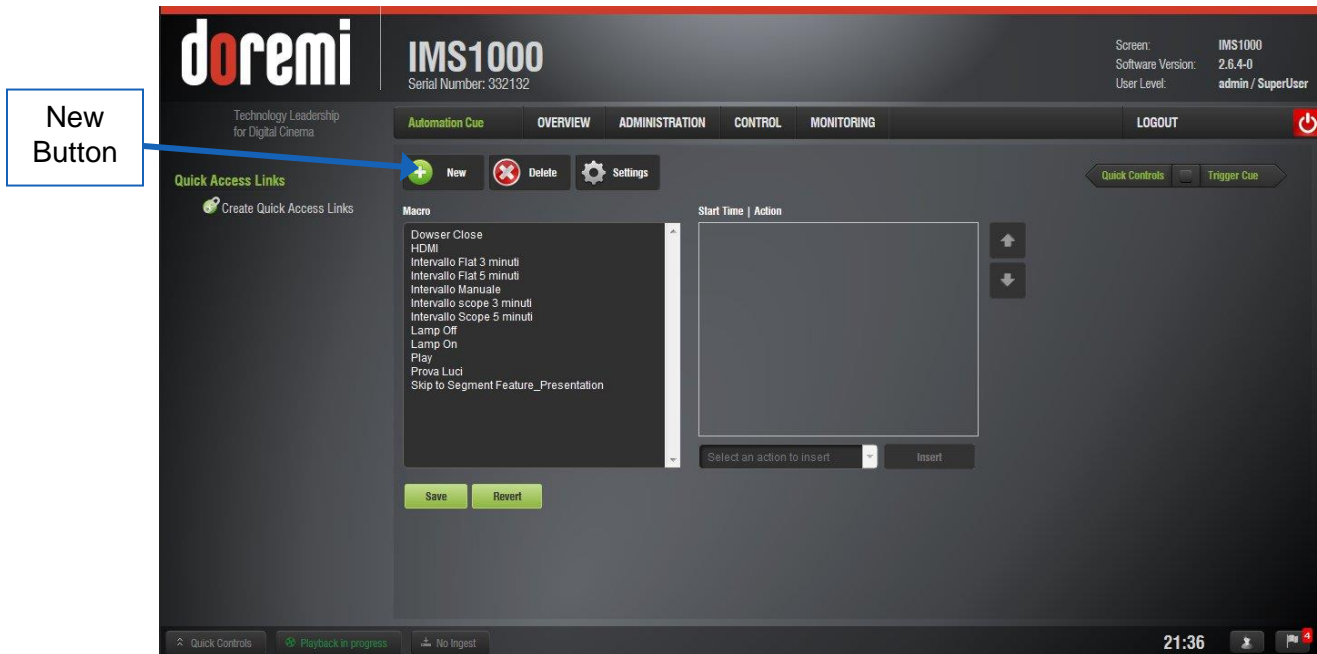 doremi
IMS1000
Serial Number: 332132
Screen: IMS1000
Software Version: 2.6.4-0
User Level: admin / SuperUser
New
Button
Technology Leadership
for Digital Cinema
Automation Cue OVERVIEW ADMINISTRATION CONTROL MONITORING LOGOUT
Quick Access Links
Create Quick Access Links
New Delete Settings
Quick Controls Trigger Cue
Macro
Dowser Close
HDMI
Intervallo Flat 3 minuti
Intervallo Flat 5 minuti
Intervallo Manuale
Intervallo scope 3 minuti
Intervallo Scope 5 minuti
Lamp Off
Lamp On
Play
Prova Luci
Skip to Segment Feature_Presentation
Start Time | Action
Select an action to insert Insert
Save Revert
Quick Controls Playback in progress No Ingest 21:36 4